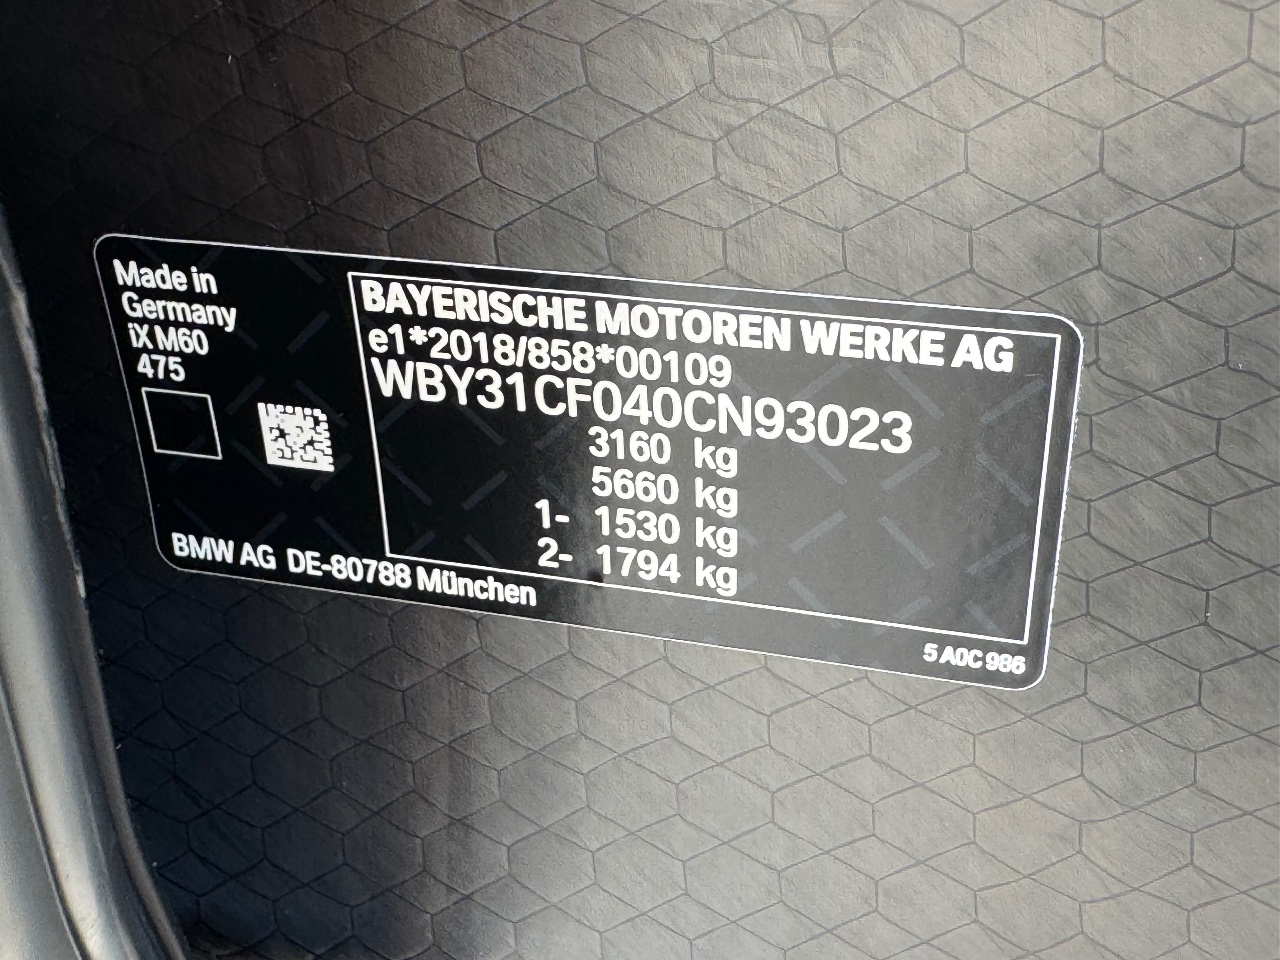 Made in
Germany
iX M60
475
BMW AG DE-80788 München
BAYERISCHE MOTOREN WERKE AG
e1*2018/858*00109
WBY31CF040CN93023
3160 kg
5660 kg
1- 1530 kg
2- 1794 kg
5 A0C 986